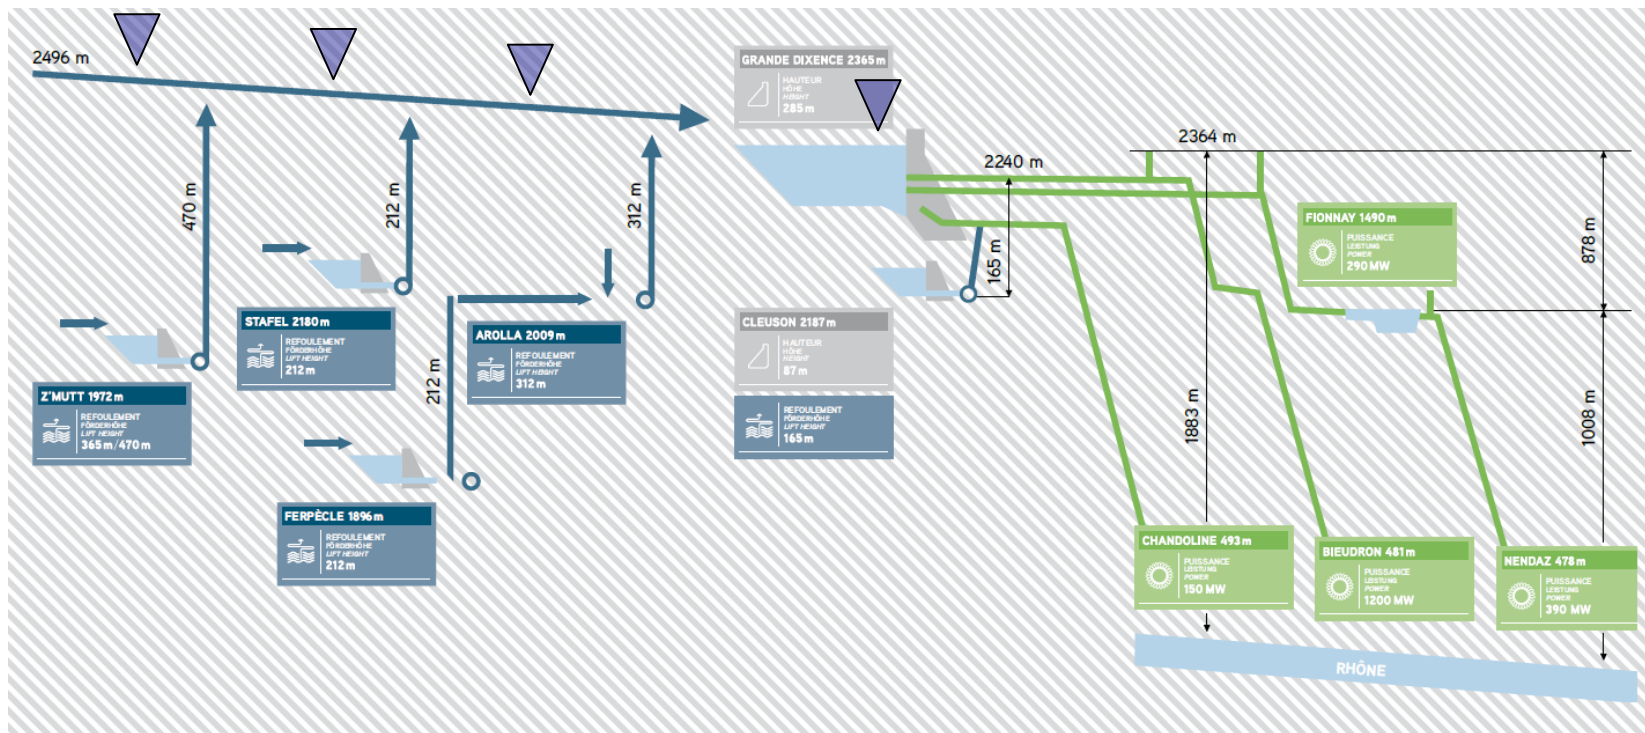 2496 m
470 m
212 m
312 m
212 m
GRANDE DIXENCE 2365 m
HAUTEUR
HÖHE
HEIGHT
285 m
2240 m
165 m
2364 m
1883 m
878 m
1008 m
FIONNAY 1490 m
PUISSANCE
LEISTUNG
POWER
290 MW
STAFEL 2180 m
REFOULEMENT
FÖRDERHÖHE
LIFT HEIGHT
212 m
AROLLA 2009 m
REFOULEMENT
FÖRDERHÖHE
LIFT HEIGHT
312 m
CLEUSON 2187 m
HAUTEUR
HÖHE
HEIGHT
87 m
REFOULEMENT
FÖRDERHÖHE
LIFT HEIGHT
165 m
Z'MUTT 1972 m
REFOULEMENT
FÖRDERHÖHE
LIFT HEIGHT
365 m/470 m
FERPÈCLE 1896 m
REFOULEMENT
FÖRDERHÖHE
LIFT HEIGHT
212 m
CHANDOLINE 493 m
PUISSANCE
LEISTUNG
POWER
150 MW
BIEUDRON 481 m
PUISSANCE
LEISTUNG
POWER
1200 MW
NENDAZ 478 m
PUISSANCE
LEISTUNG
POWER
390 MW
RHÔNE